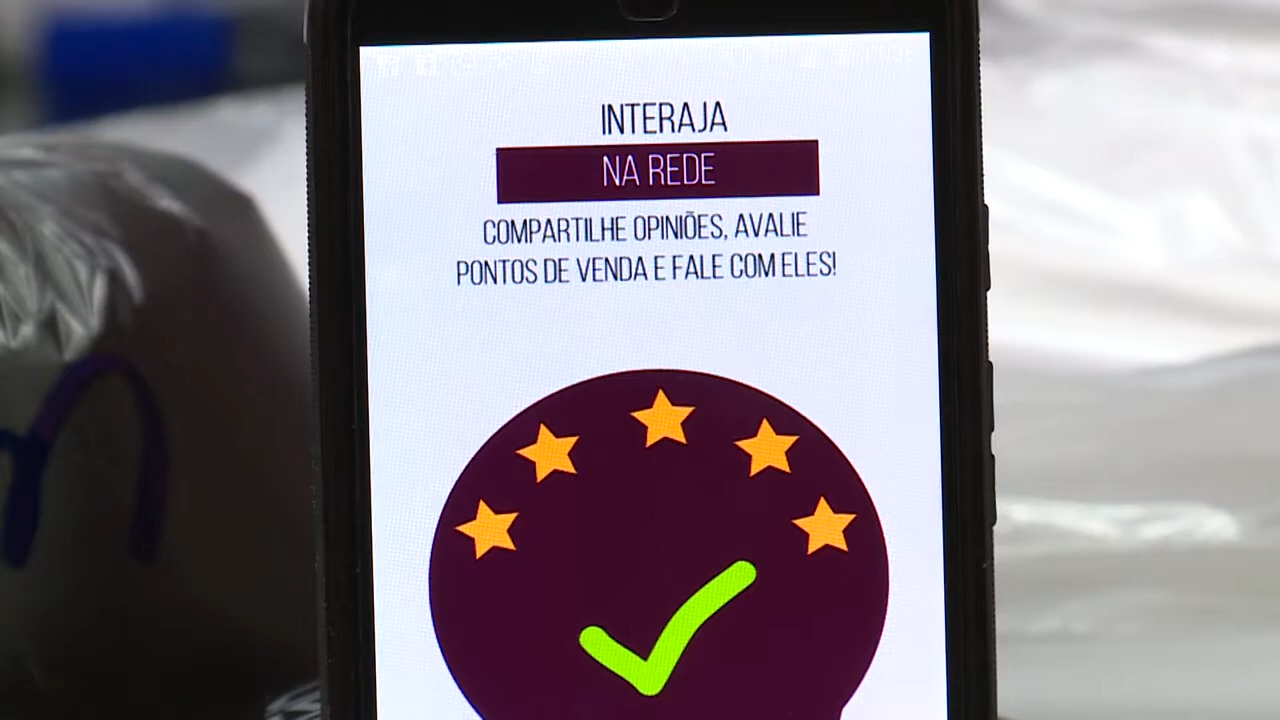 INTERAJA
NA REDE
COMPARTILHE OPINIÕES, AVALIE
PONTOS DE VENDA E FALE COM ELES!